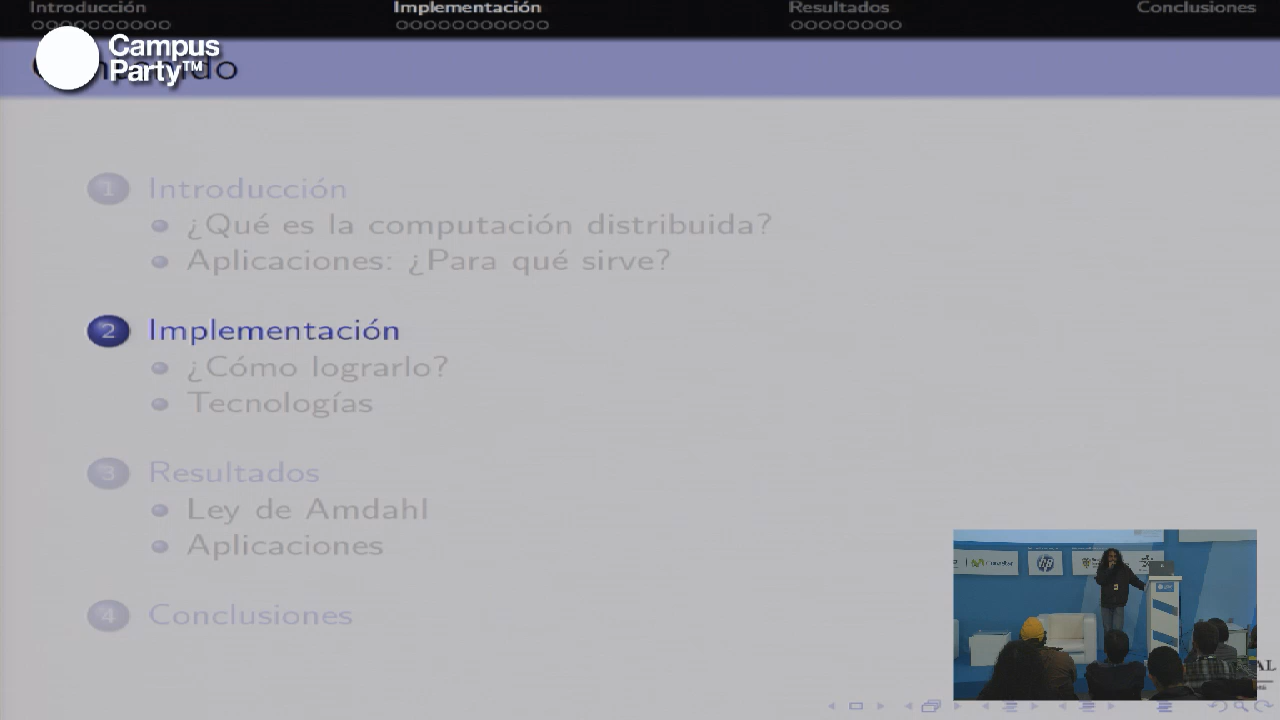 Introducción
Implementación
Resultados
Conclusiones
Campus
Party™
1 Introducción
¿Qué es la computación distribuida?
Aplicaciones: ¿Para qué sirve?
2 Implementación
¿Cómo lograrlo?
Tecnologías
3 Resultados
Ley de Amdahl
Aplicaciones
4 Conclusiones
hp